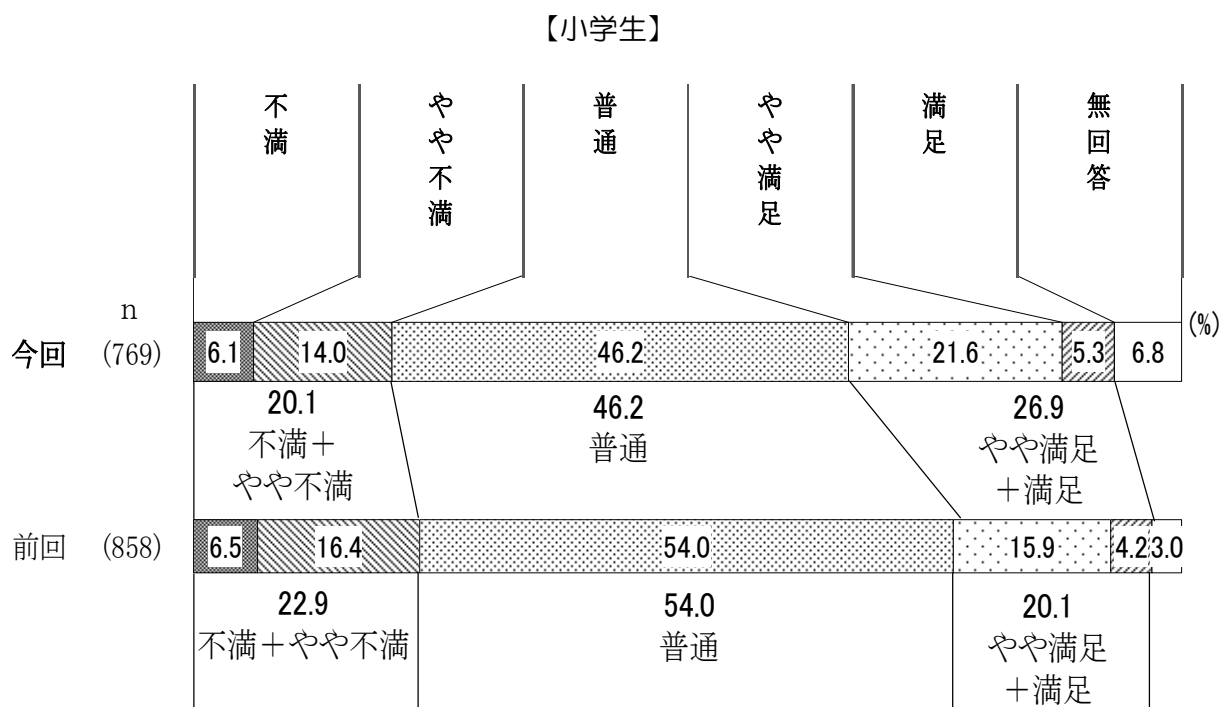 【小学生】
不満
やや不満
普通
やや満足
満足
無回答
n
(%)
今回 (769) 6.1 14.0 46.2 21.6 5.3 6.8
20.1 46.2 26.9
不満＋ 普通 やや満足
やや不満 ＋満足
前回 (858) 6.5 16.4 54.0 15.9 4.2 3.0
22.9 54.0 20.1
不満＋やや不満 普通 やや満足
＋満足